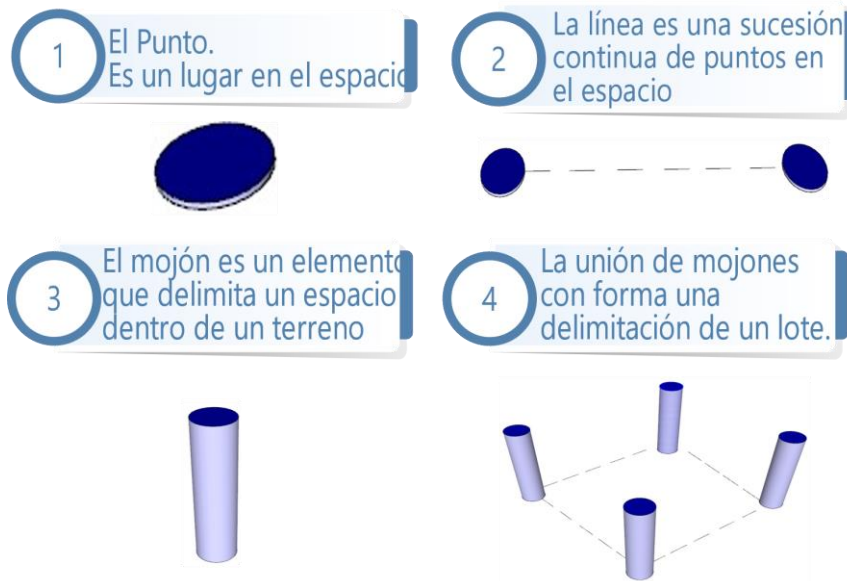 1
El Punto.
Es un lugar en el espacio
2
La línea es una sucesión
continua de puntos en
el espacio
3
El mojón es un elemento
que delimita un espacio
dentro de un terreno
4
La unión de mojones
con forma una
delimitación de un lote.